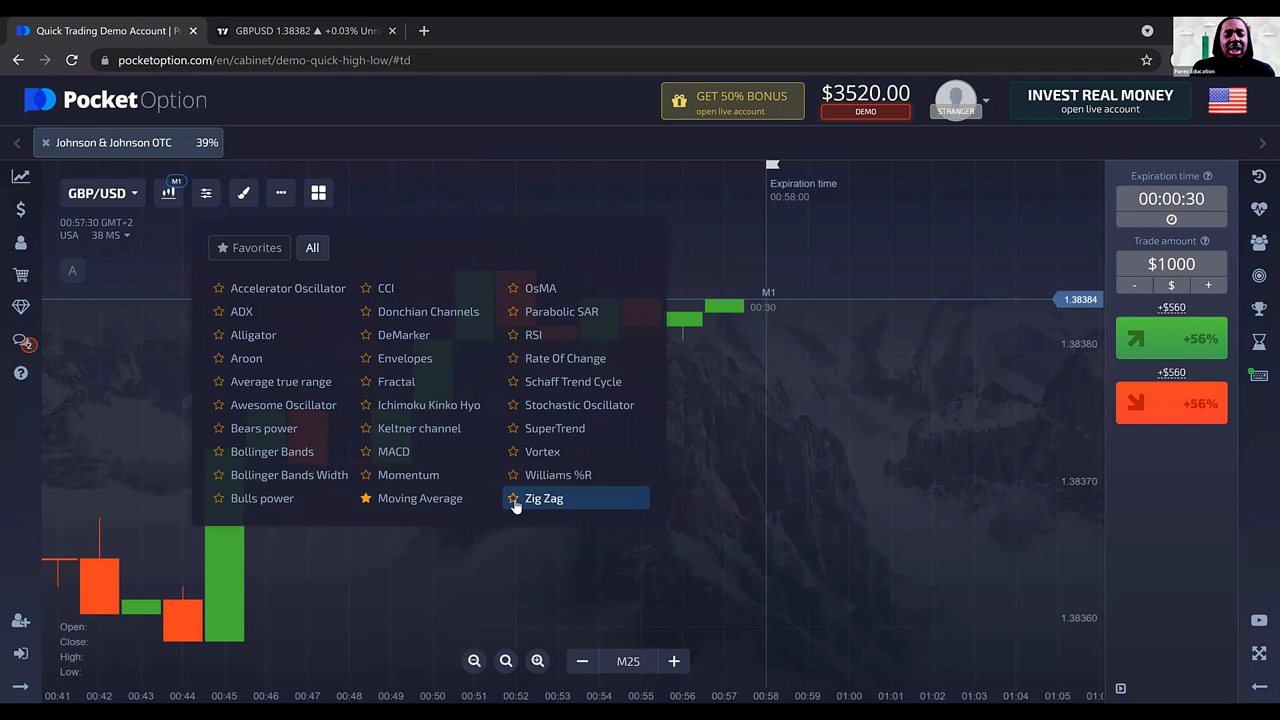 Quick Trading Demo Account | P
GBPUSD 1.38382 ▲ +0.03% Unn
pocketoption.com/en/cabinet/demo-quick-high-low/#td
Forex Education
PocketOption
GET 50% BONUS
open live account
$3520.00
DEMO
STRANGER
INVEST REAL MONEY
open live account
Johnson & Johnson OTC 39%
GBP/USD
M1
00:57:30 GMT+2
USA 38 MS
A
Expiration time
00:58:00
Favorites
All
Accelerator Oscillator
ADX
Alligator
Aroon
Average true range
Awesome Oscillator
Bears power
Bollinger Bands
Bollinger Bands Width
Bulls power
CCI
Donchian Channels
DeMarker
Envelopes
Fractal
Ichimoku Kinko Hyo
Keltner channel
MACD
Momentum
Moving Average
OsMA
Parabolic SAR
RSI
Rate Of Change
Schaff Trend Cycle
Stochastic Oscillator
SuperTrend
Vortex
Williams %R
Zig Zag
M1
00:30
1.38384
1.38380
1.38370
1.38360
Expiration time
00:00:30
Trade amount
$1000
- $ +
+$560
+56%
+$560
+56%
2
Open:
Close:
High:
Low:
M25
00:41 00:42 00:43 00:44 00:45 00:46 00:47 00:48 00:49 00:50 00:51 00:52 00:53 00:54 00:55 00:56 00:57 00:58 00:59 01:00 01:01 01:02 01:03 01:04 01:05 01:0